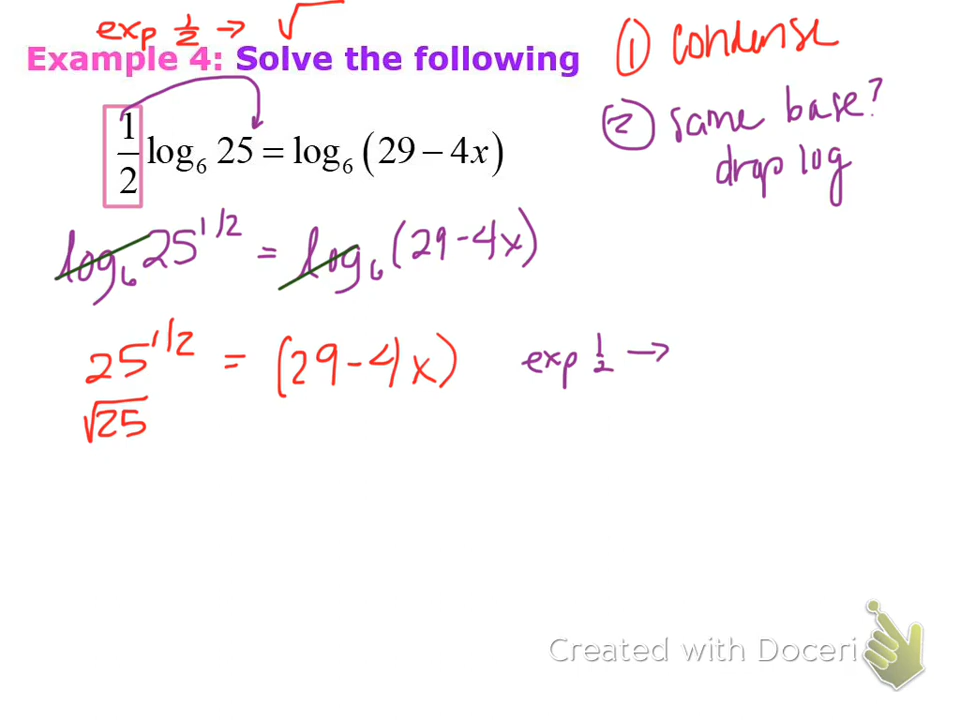 exp 1/2 → √
Example 4: Solve the following
1/2 log₆ 25 = log₆ (29 − 4x)
log₆ 25^1/2 = log₆ (29-4x)
25^1/2 = (29-4x)
√25
exp 1/2 →
① condense
② same base?
drop log
Created with Doceri